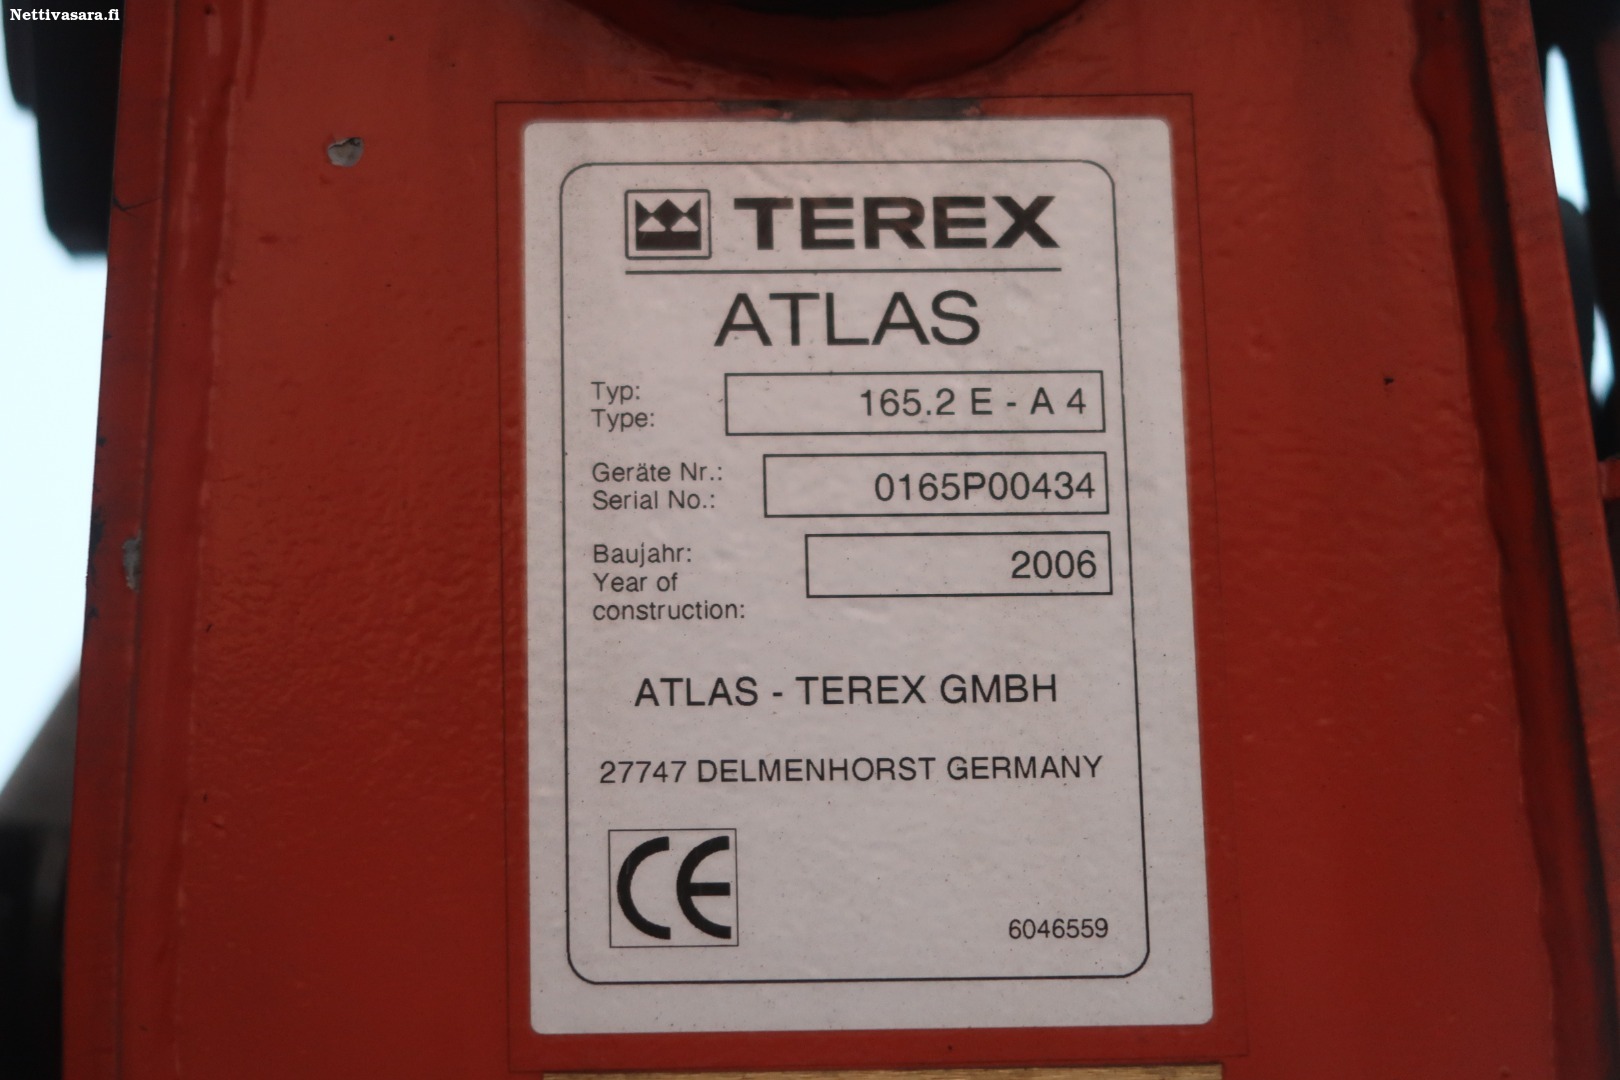 Nettivasara.fi
TEREX
ATLAS
Typ:
Type:
165.2 E - A 4
Geräte Nr.:
Serial No.:
0165P00434
Baujahr:
Year of
construction:
2006
ATLAS - TEREX GMBH
27747 DELMENHORST GERMANY
CE
6046559